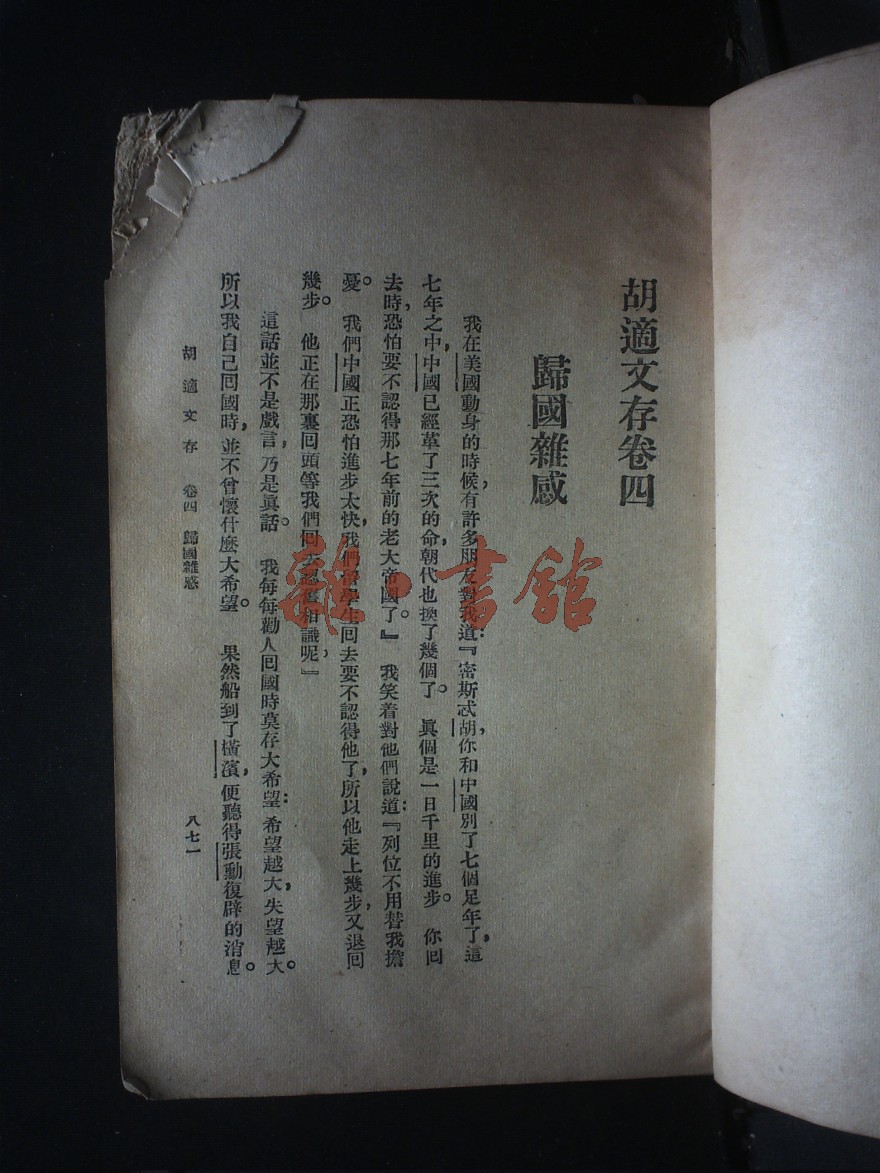 胡適文存卷四
歸國雜感
我在美國動身的時候,有許多朋友對我道:『密斯忒胡,你和中國別了七個足年了,這
七年之中,中國已經革了三次的命,朝代也換了幾個了。眞個是一日千里的進步。你回
去時,恐怕要不認得那七年前的老大帝國了。』我笑着對他們說道:『列位不用替我擔
憂。我們中國正恐怕進步太快,我們留學生回去要不認得他了,所以他走上幾步,又退回
幾步。他正在那裏回頭等我們回去認舊相識呢』
這話並不是戲言,乃是眞話。我每每勸人回國時莫存大希望:希望越大,失望越大。
所以我自己回國時,並不曾懷什麼大希望。果然船到了橫濱,便聽得張勳復辟的消息。
胡適文存 卷四 歸國雜感 八七一
雜·書館